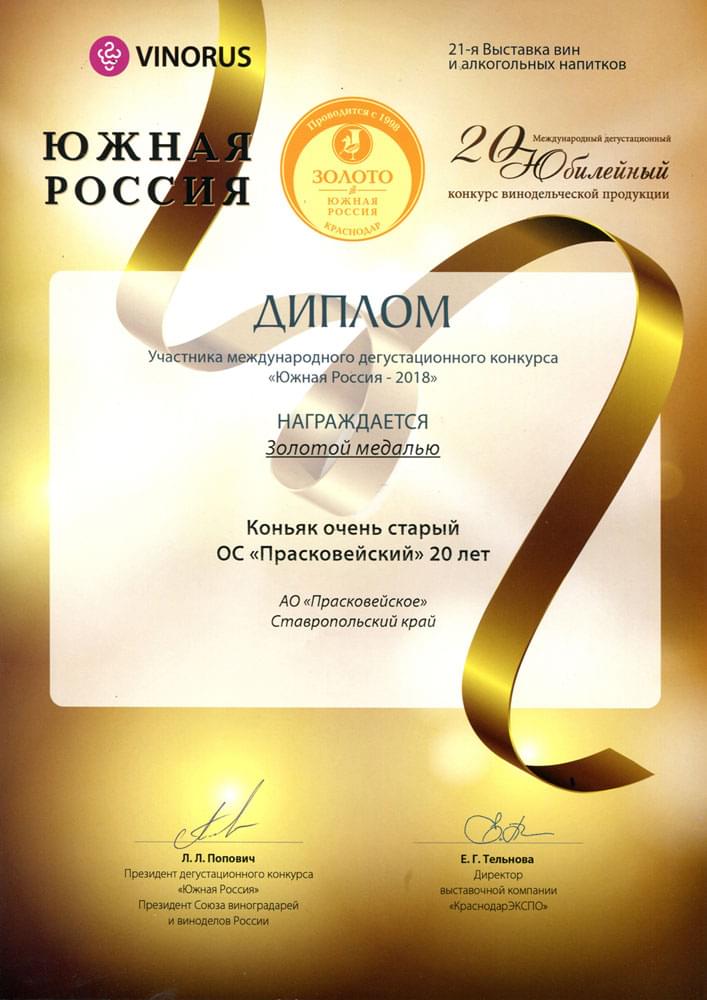 VINORUS
21-я Выставка вин
и алкогольных напитков
ЮЖНАЯ
РОССИЯ
Проводится с 1998
ЗОЛОТО
ЮЖНАЯ
РОССИЯ
КРАСНОДАР
20 Международный дегустационный
Юбилейный
конкурс винодельческой продукции
ДИПЛОМ
Участника международного дегустационного конкурса
«Южная Россия - 2018»
НАГРАЖДАЕТСЯ
Золотой медалью
Коньяк очень старый
ОС «Прасковейский» 20 лет
АО «Прасковейское»
Ставропольский край
Л. Л. Попович
Президент дегустационного конкурса
«Южная Россия»
Президент Союза виноградарей
и виноделов России
Е. Г. Тельнова
Директор
выставочной компании
«КраснодарЭКСПО»